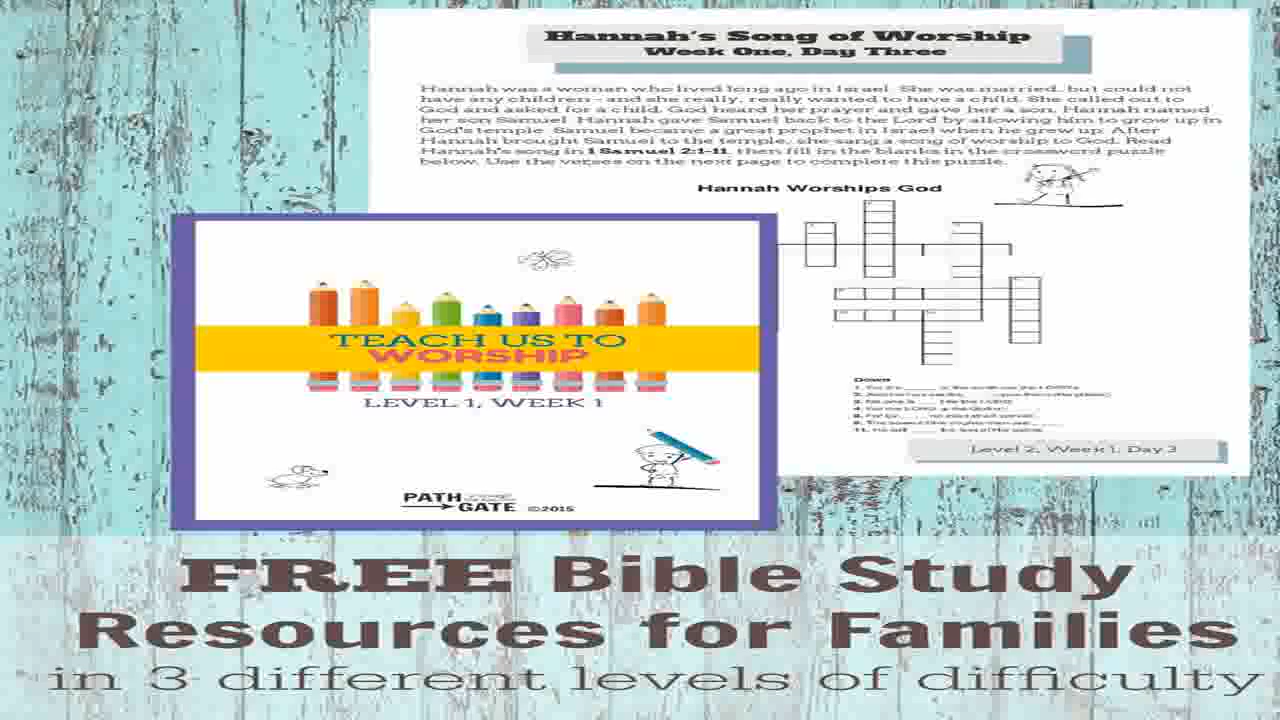 Hannah's Song of Worship
Week One, Day Three
Hannah was a woman who lived long ago in Israel. She was married, but could not
have any children - and she really, really wanted to have a child. She called out to
God and asked for a child. God heard her prayer and gave her a son. Hannah named
her son Samuel. Hannah gave Samuel back to the Lord by allowing him to grow up in
God's temple. Samuel became a great prophet in Israel when he grew up. After
Hannah brought Samuel to the temple, she sang a song of worship to God. Read
Hannah's song in 1 Samuel 2:1-11, then fill in the blanks in the crossword puzzle
below. Use the verses on the next page to complete this puzzle.
Hannah Worships God
Down
Level 2, Week 1, Day 3
TEACH US TO
WORSHIP
LEVEL 1, WEEK 1
PATH
GATE ©2015
FREE Bible Study
Resources for Families
in 3 different levels of difficulty